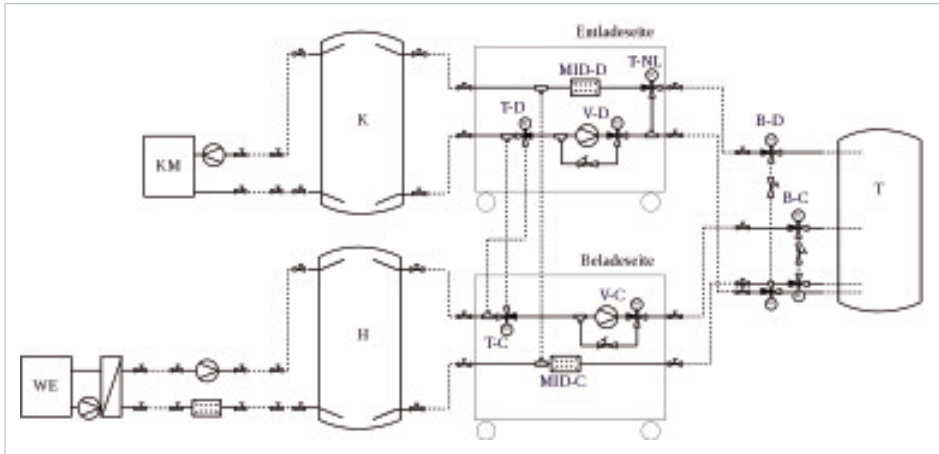 Entladeseite
T-NL
MID-D
K
T-D
V-D
B-D
KM
T
B-C
Beladeseite
V-C
H
T-C
WE
MID-C